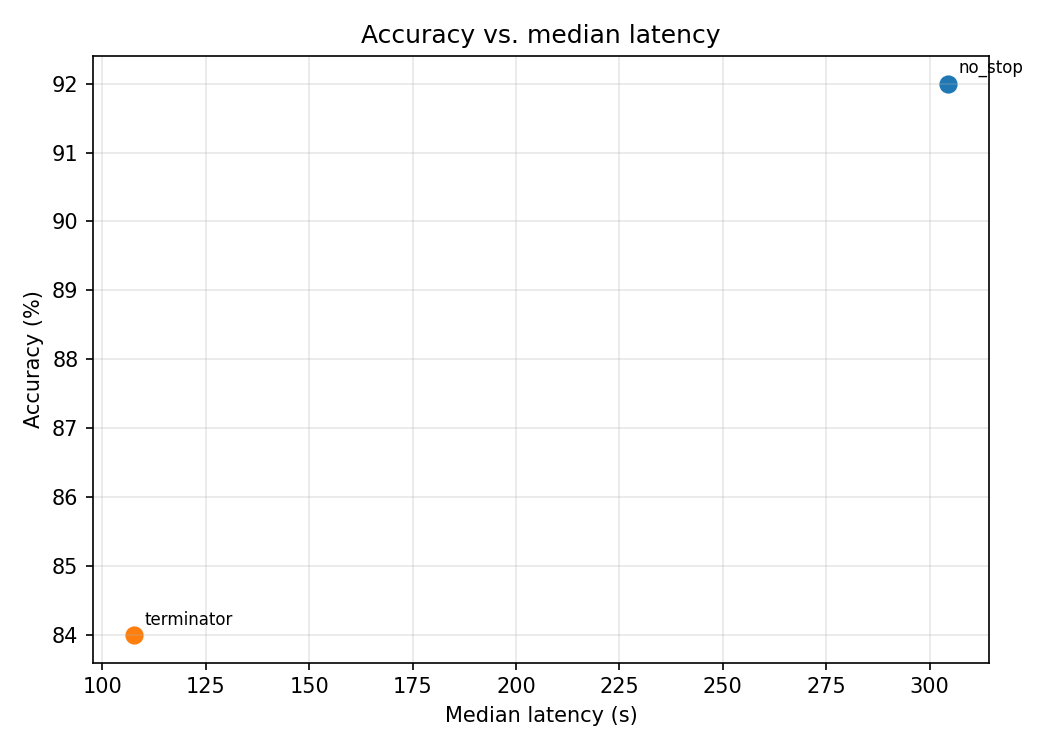 Accuracy vs. median latency
no_stop
92
91
90
89
88
87
86
85
84
Accuracy (%)
terminator
100 125 150 175 200 225 250 275 300
Median latency (s)